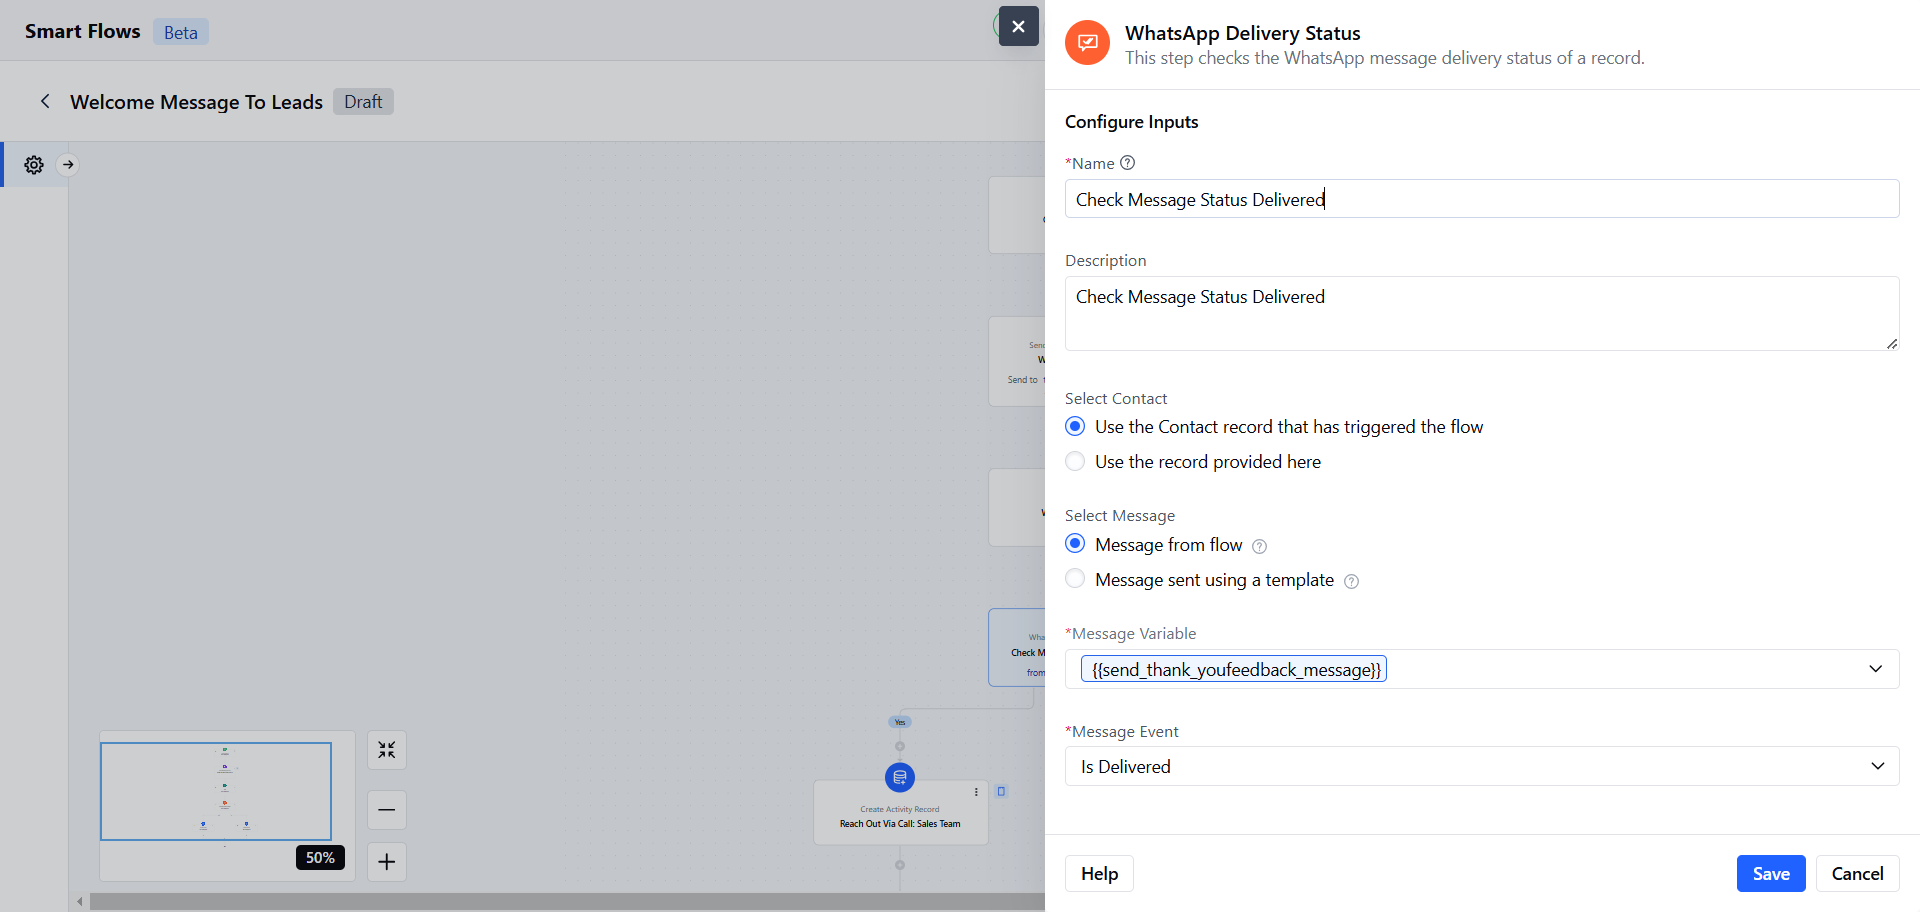 Smart Flows
Beta
Welcome Message To Leads
Draft
Send to
Yes
Create Activity Record
Reach Out Via Call: Sales Team
from
50%
WhatsApp Delivery Status
This step checks the WhatsApp message delivery status of a record.
Configure Inputs
*Name
Check Message Status Delivered
Description
Check Message Status Delivered
Select Contact
Use the Contact record that has triggered the flow
Use the record provided here
Select Message
Message from flow
Message sent using a template
*Message Variable
{{send_thank_youfeedback_message}}
*Message Event
Is Delivered
Help
Save
Cancel